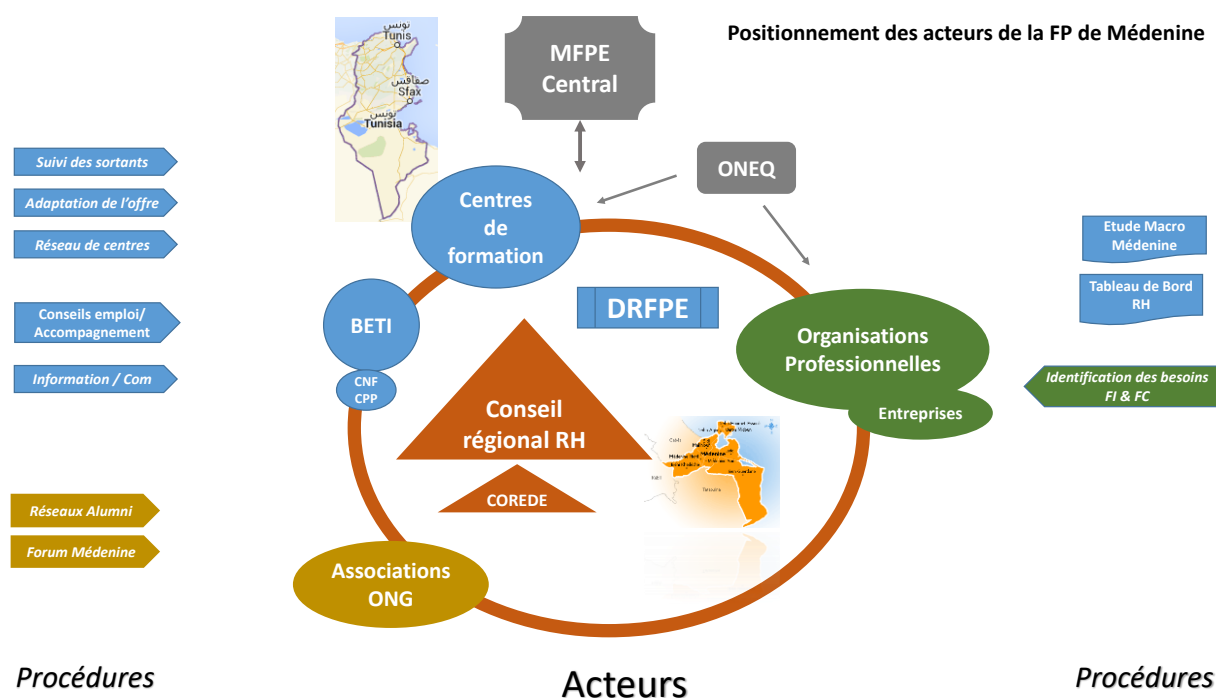 Positionnement des acteurs de la FP de Médenine
تونس
Tunis
صفاقس
Sfax
تونس
Tunisia
MFPE
Central
ONEQ
Suivi des sortants
Adaptation de l'offre
Réseau de centres
Conseils emploi/
Accompagnement
Information / Com
Réseaux Alumni
Forum Médenine
Centres
de
formation
BETI
CNF
CPP
DRFPE
Conseil
régional RH
COREDE
Organisations
Professionnelles
Entreprises
Associations
ONG
Médenine
Etude Macro
Médenine
Tableau de Bord
RH
Identification des besoins
FI & FC
Procédures
Acteurs
Procédures